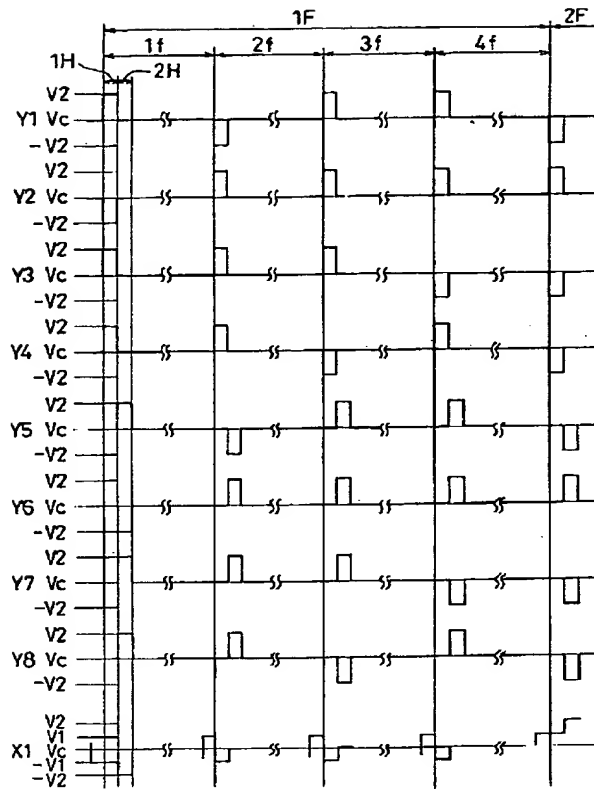 1F 2F
1f 2f 3f 4f
1H 2H
V2
Y1 Vc
-V2
V2
Y2 Vc
-V2
V2
Y3 Vc
-V2
V2
Y4 Vc
-V2
V2
Y5 Vc
-V2
V2
Y6 Vc
-V2
V2
Y7 Vc
-V2
V2
Y8 Vc
-V2
V2
V1
X1 Vc
-V1
-V2